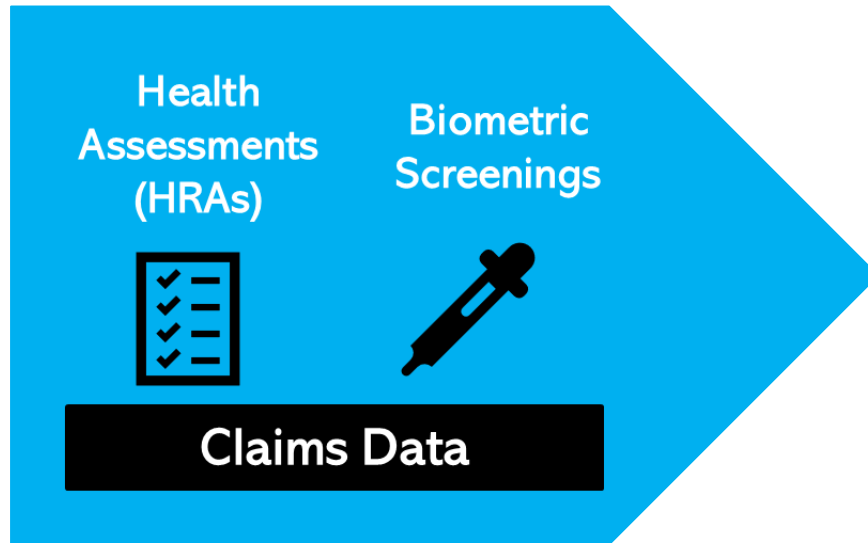 Health
Assessments
(HRAs)
Biometric
Screenings
Claims Data